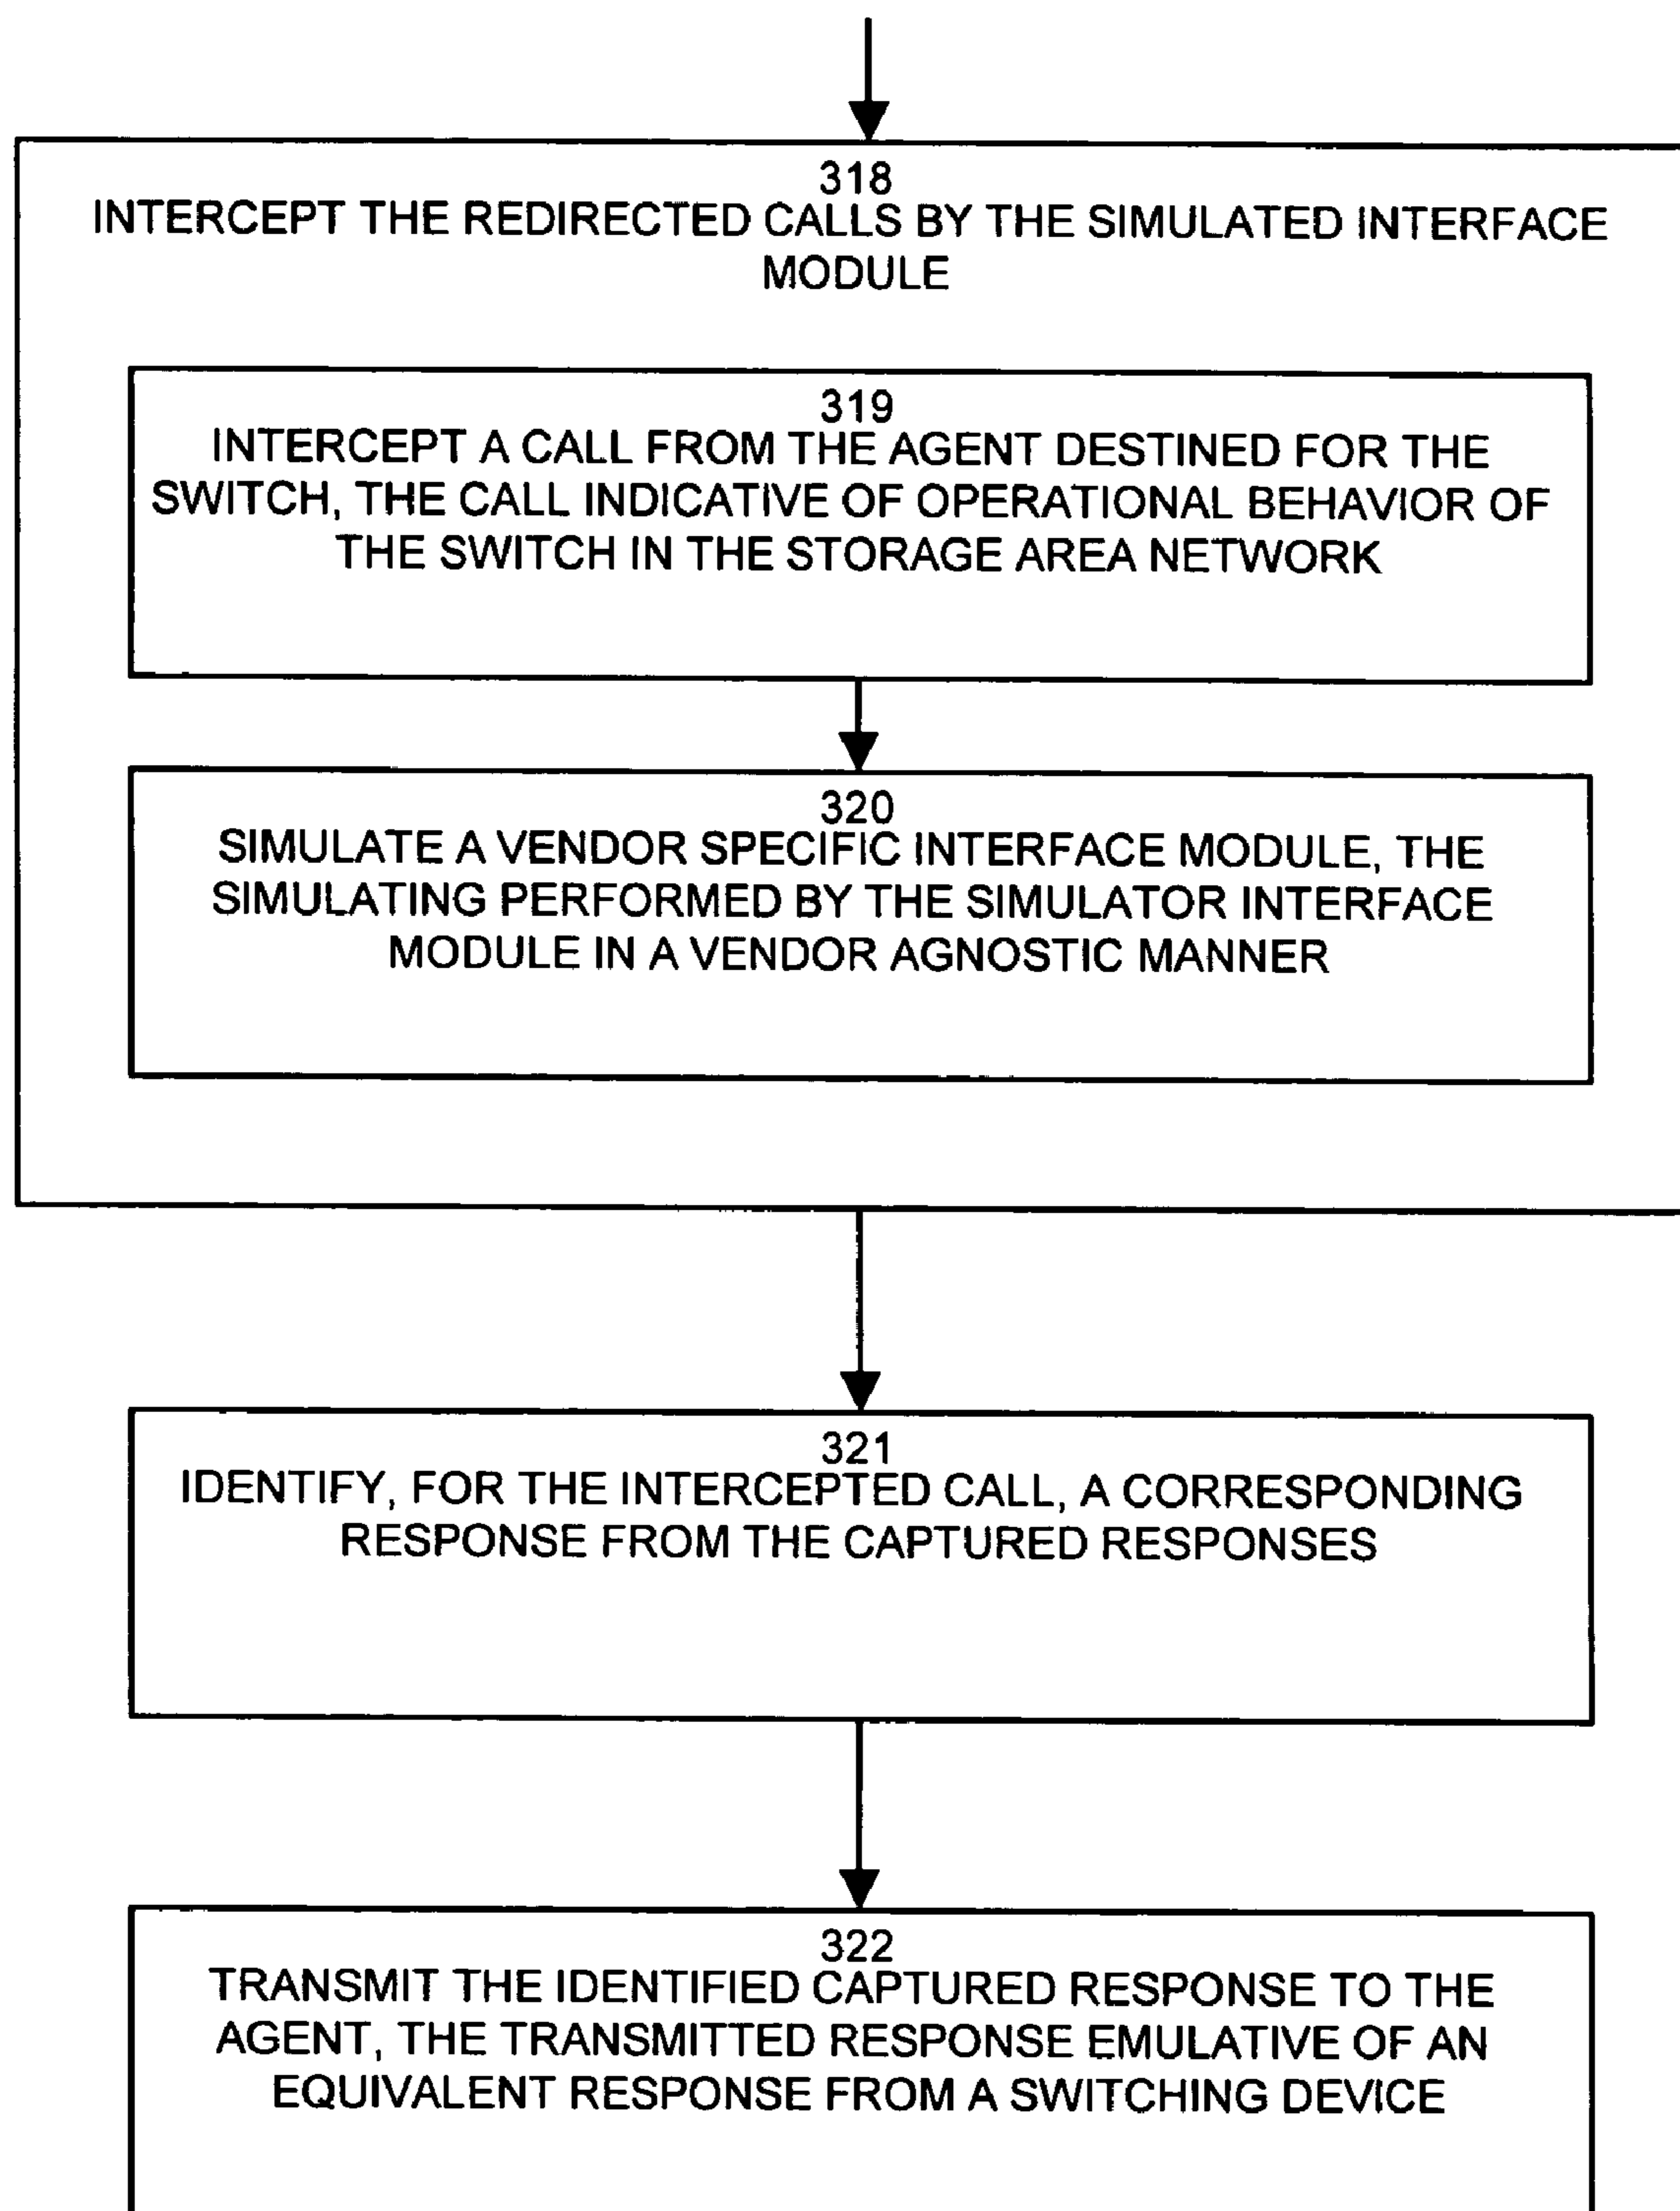 318
INTERCEPT THE REDIRECTED CALLS BY THE SIMULATED INTERFACE
MODULE
319
INTERCEPT A CALL FROM THE AGENT DESTINED FOR THE
SWITCH, THE CALL INDICATIVE OF OPERATIONAL BEHAVIOR OF
THE SWITCH IN THE STORAGE AREA NETWORK
320
SIMULATE A VENDOR SPECIFIC INTERFACE MODULE, THE
SIMULATING PERFORMED BY THE SIMULATOR INTERFACE
MODULE IN A VENDOR AGNOSTIC MANNER
321
IDENTIFY, FOR THE INTERCEPTED CALL, A CORRESPONDING
RESPONSE FROM THE CAPTURED RESPONSES
322
TRANSMIT THE IDENTIFIED CAPTURED RESPONSE TO THE
AGENT, THE TRANSMITTED RESPONSE EMULATIVE OF AN
EQUIVALENT RESPONSE FROM A SWITCHING DEVICE